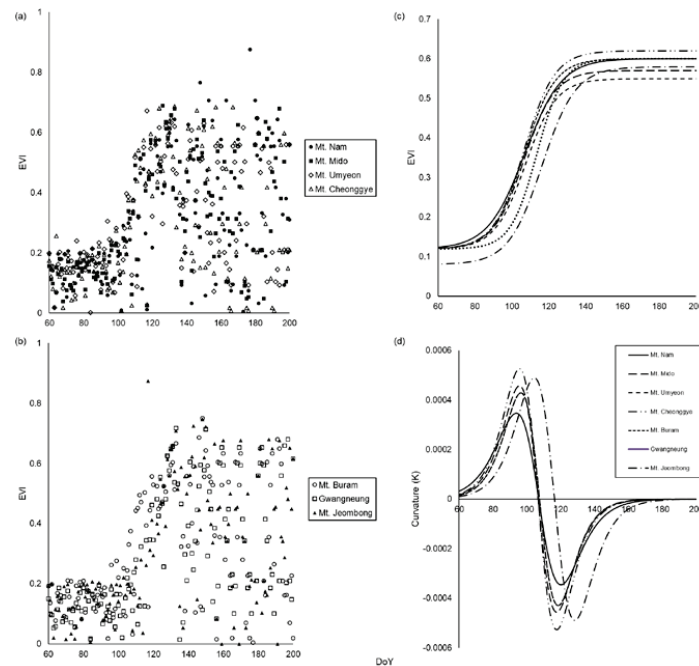 (a)
1
0.8
0.6
0.4
0.2
0
EVI
60 80 100 120 140 160 180 200
Mt. Nam
Mt. Mido
Mt. Umyeon
Mt. Cheonggye
(b)
1
0.8
0.6
0.4
0.2
0
EVI
60 80 100 120 140 160 180 200
Mt. Buram
Gwangneung
Mt. Jeombong
(c)
0.7
0.6
0.5
0.4
0.3
0.2
0.1
0
EVI
60 80 100 120 140 160 180 200
(d)
0.0006
0.0004
0.0002
0
-0.0002
-0.0004
-0.0006
Curvature (K)
60 80 100 120 140 160 180 200
Mt. Nam
Mt. Mido
Mt. Umyeon
Mt. Cheonggye
Mt. Buram
Gwangneung
Mt. Jeombong
DoY